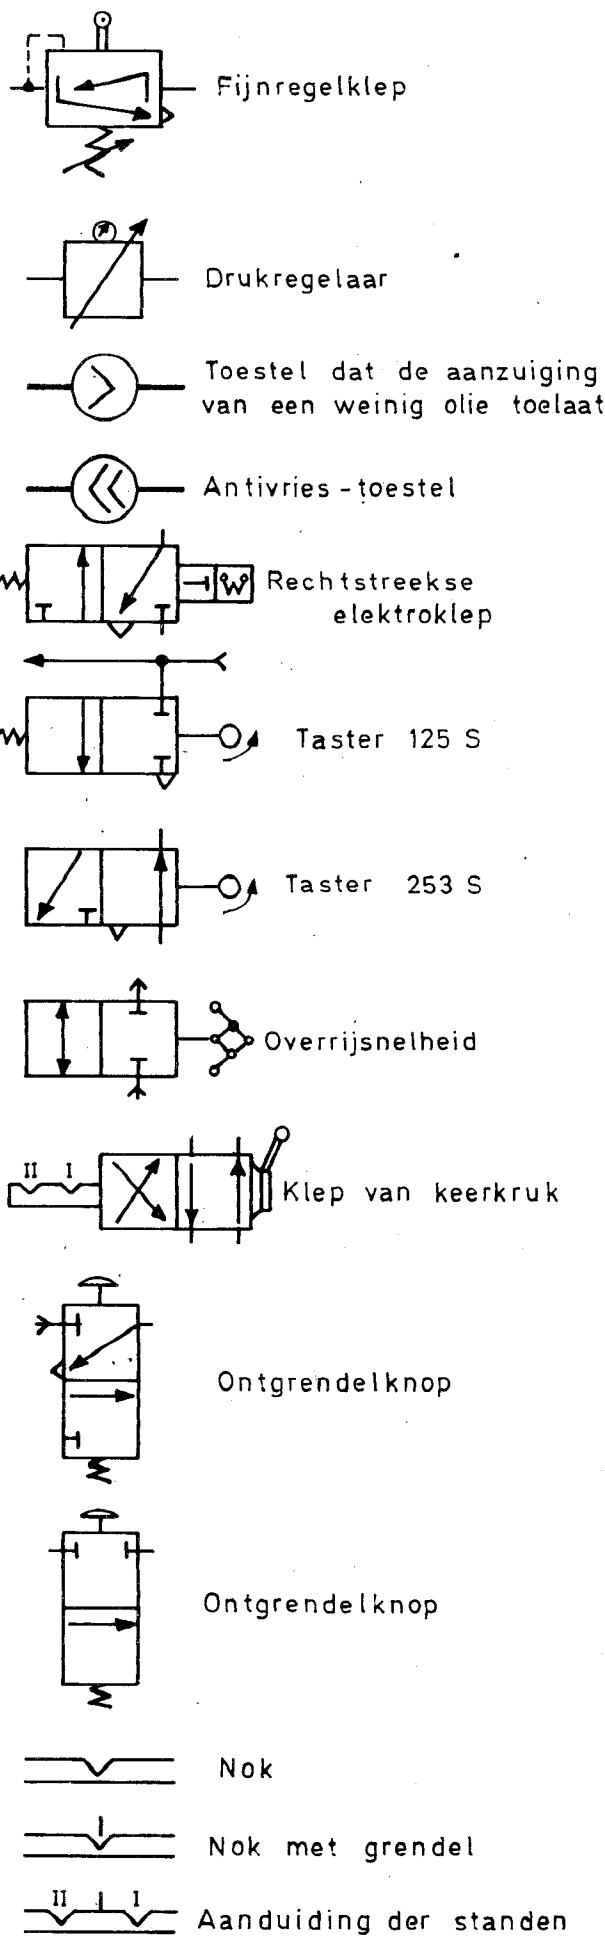 Fijnregelklep
Drukregelaar
Toestel dat de aanzuiging
van een weinig olie toelaat
Antivries-toestel
Rechtstreekse
elektroklep
Taster 125 S
Taster 253 S
Overrijsnelheid
II I
Klep van keerkruk
Ontgrendelknop
Ontgrendelknop
Nok
Nok met grendel
II I
Aanduiding der standen